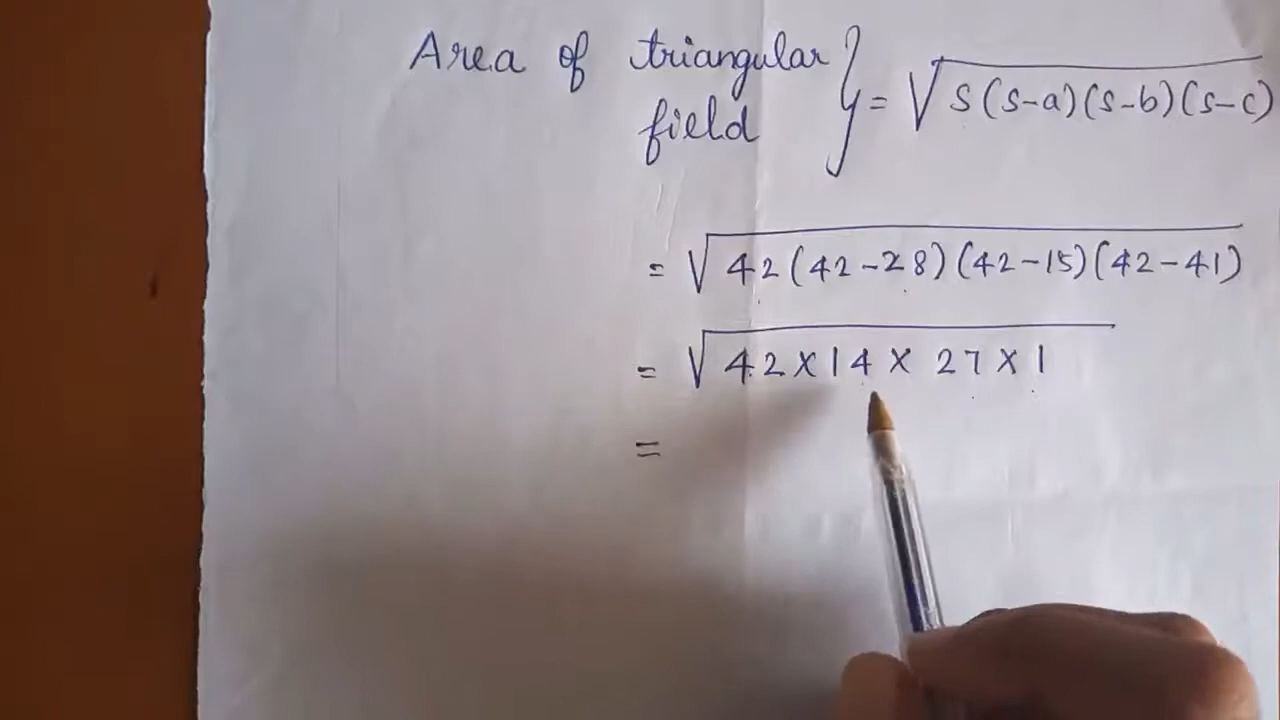 Area of triangular
field } = √s(s-a)(s-b)(s-c)
= √42(42-28)(42-15)(42-41)
= √42×14×27×1
=